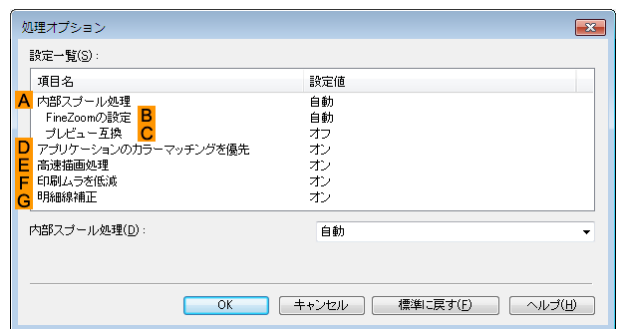 処理オプション
設定一覧(S):
項目名 設定値
A 内部スプール処理 自動
FineZoomの設定 B 自動
プレビュー互換 C オフ
D アプリケーションのカラーマッチングを優先 オン
E 高速描画処理 オン
F 印刷ムラを低減 オン
G 明細線補正 オン
内部スプール処理(D): 自動
OK キャンセル 標準に戻す(F) ヘルプ(H)